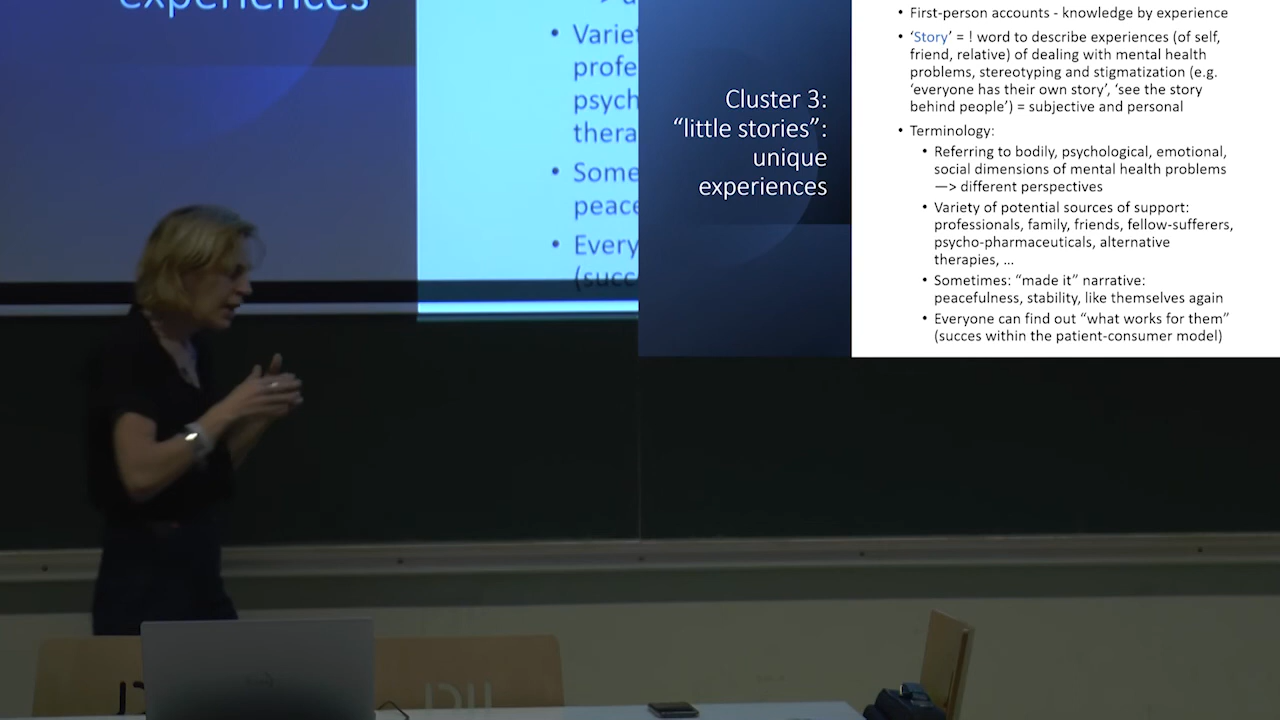 experiences
• Varie
profe
psych
thera
• Some
peace
• Every
(succ
Cluster 3:
“little stories”:
unique
experiences
• First-person accounts - knowledge by experience
• ‘Story’ = ! word to describe experiences (of self,
friend, relative) of dealing with mental health
problems, stereotyping and stigmatization (e.g.
‘everyone has their own story’, ‘see the story
behind people’) = subjective and personal
• Terminology:
• Referring to bodily, psychological, emotional,
social dimensions of mental health problems
—> different perspectives
• Variety of potential sources of support:
professionals, family, friends, fellow-sufferers,
psycho-pharmaceuticals, alternative
therapies, ...
• Sometimes: “made it” narrative:
peacefulness, stability, like themselves again
• Everyone can find out “what works for them”
(succes within the patient-consumer model)